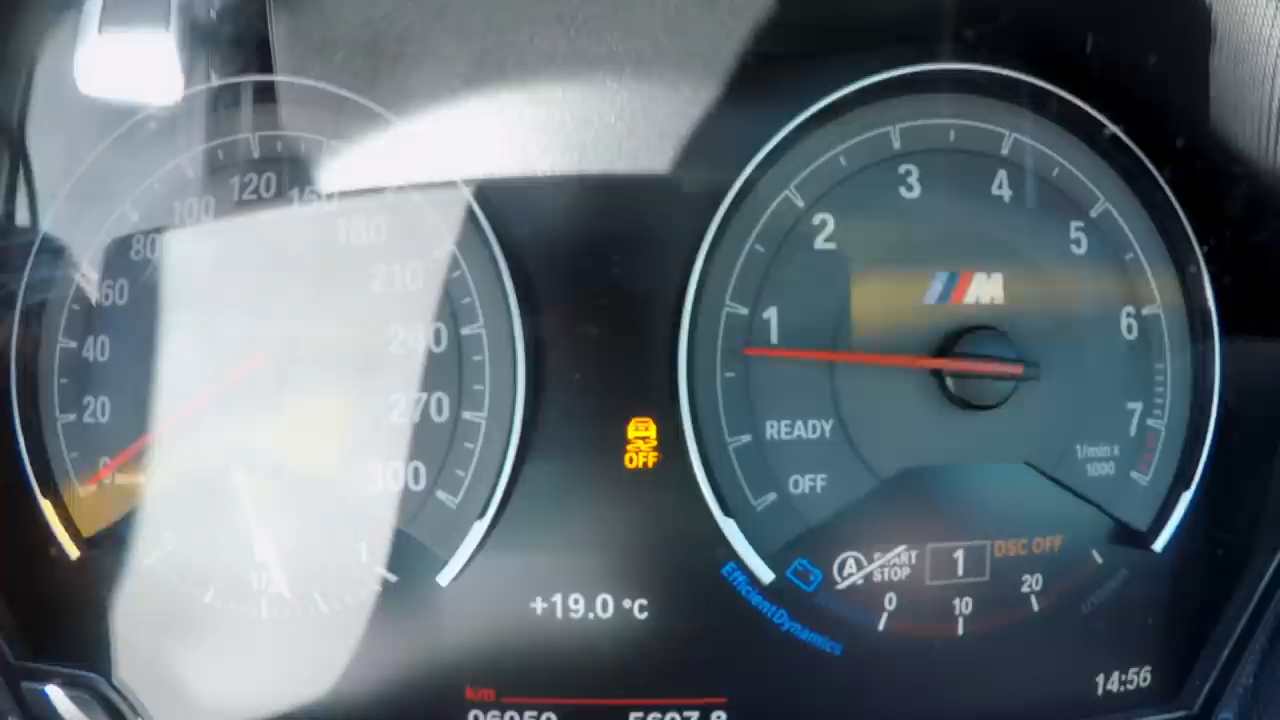 120
100
160
80
180
60
210
40
240
20
270
0
300
3
4
2
5
1
M
6
7
READY
OFF
1/min x
1000
OFF
START
STOP
A
1
DSC OFF
0
10
20
EfficientDynamics
+19.0 °C
14:56
km